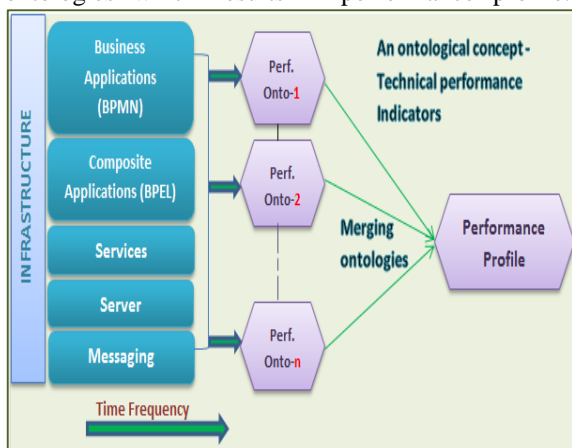 INFRASTRUCTURE
Business
Applications
(BPMN)
Composite
Applications (BPEL)
Services
Server
Messaging
Time Frequency
Perf.
Onto-1
Perf.
Onto-2
Perf.
Onto-n
An ontological concept -
Technical performance
Indicators
Merging
ontologies
Performance
Profile